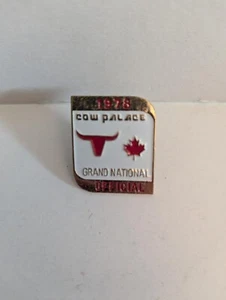 1978
COW PALACE
GRAND NATIONAL
OFFICIAL